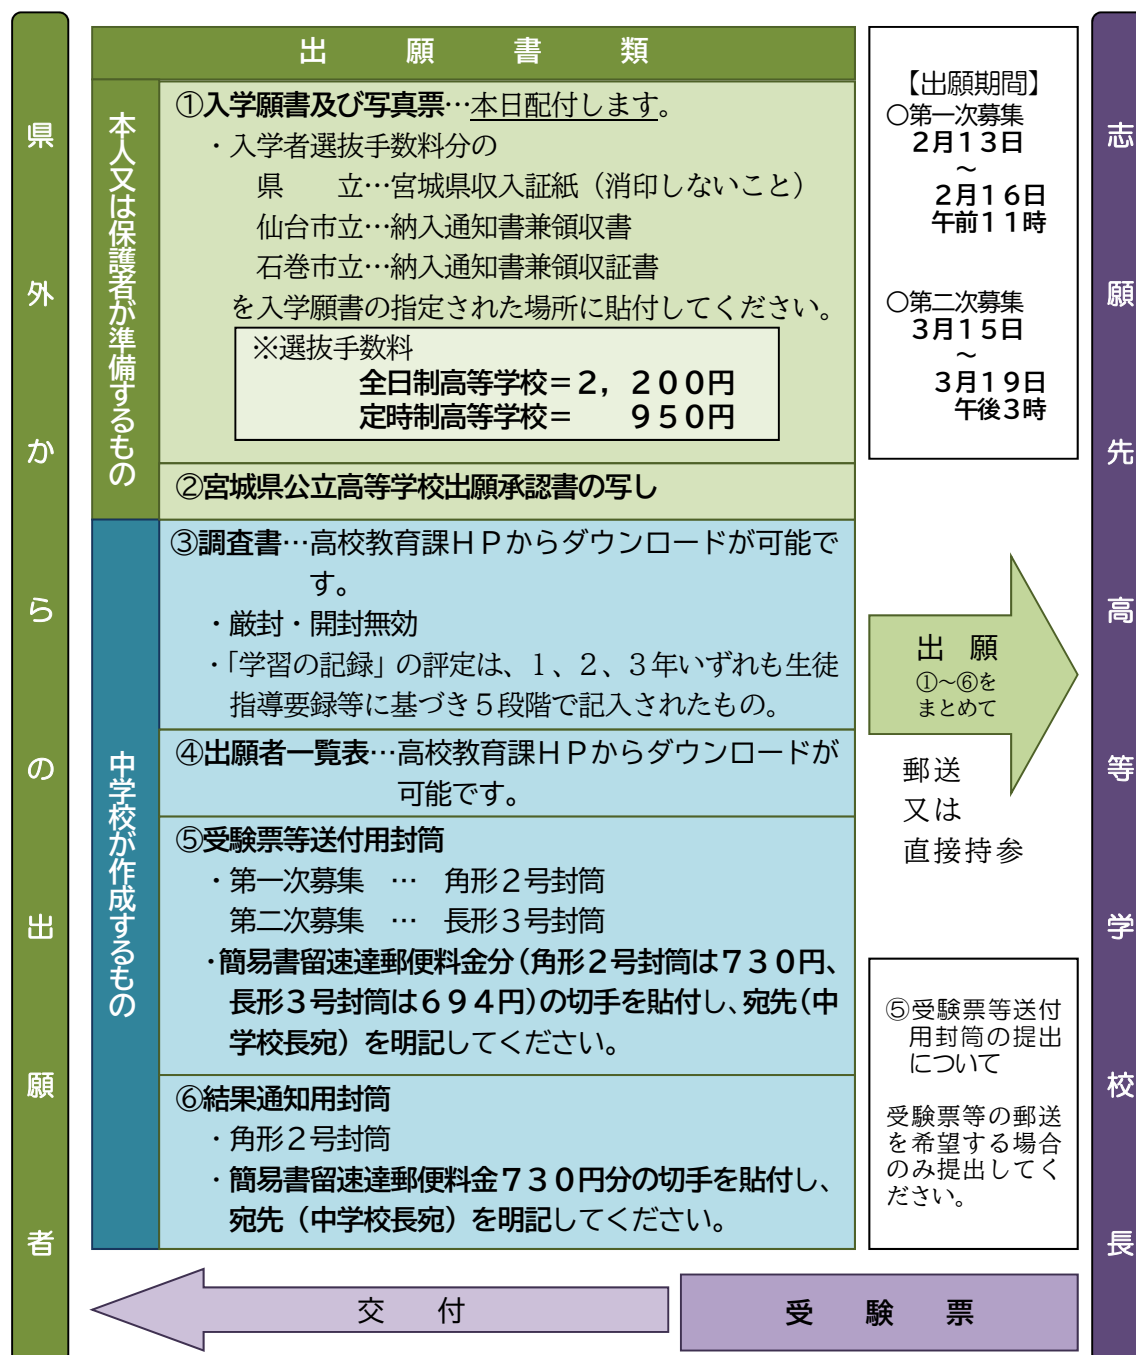 県外からの出願者
出願書類
本人又は保護者が準備するもの
①入学願書及び写真票…本日配付します。
・入学者選抜手数料分の
県　　立…宮城県収入証紙（消印しないこと）
仙台市立…納入通知書兼領収書
石巻市立…納入通知書兼領収証書
を入学願書の指定された場所に貼付してください。
※選抜手数料
全日制高等学校＝２，２００円
定時制高等学校＝　　９５０円
②宮城県公立高等学校出願承認書の写し
中学校が作成するもの
③調査書…高校教育課ＨＰからダウンロードが可能で
す。
・厳封・開封無効
・「学習の記録」の評定は、１、２、３年いずれも生徒
指導要録等に基づき５段階で記入されたもの。
④出願者一覧表…高校教育課ＨＰからダウンロードが
可能です。
⑤受験票等送付用封筒
・第一次募集　…　角形２号封筒
第二次募集　…　長形３号封筒
・簡易書留速達郵便料金分（角形２号封筒は７３０円、
長形３号封筒は６９４円）の切手を貼付し、宛先（中
学校長宛）を明記してください。
⑥結果通知用封筒
・角形２号封筒
・簡易書留速達郵便料金７３０円分の切手を貼付し、
宛先（中学校長宛）を明記してください。
【出願期間】
○第一次募集
２月１３日
～
２月１６日
午前１１時
○第二次募集
３月１５日
～
３月１９日
午後３時
出　願
①～⑥を
まとめて
郵送
又は
直接持参
⑤受験票等送付
用封筒の提出
について
受験票等の郵送
を希望する場合
のみ提出してく
ださい。
志願先高等学校長
交　付
受　験　票